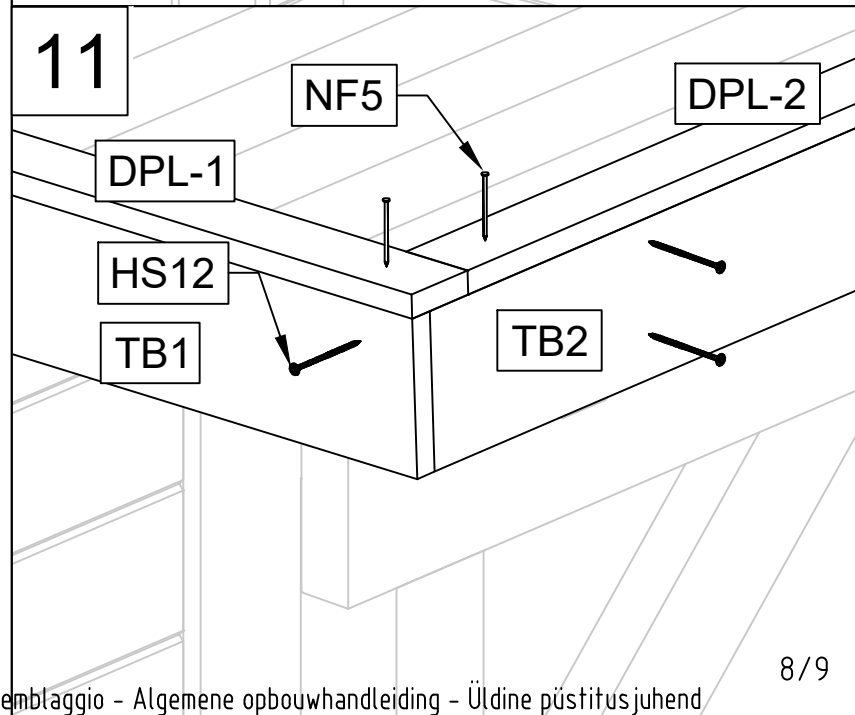 11
NF5
DPL-2
DPL-1
HS12
TB1
TB2
8/9
emblaggio - Algemene opbouwhandleiding - Üldine püstitusjuhend